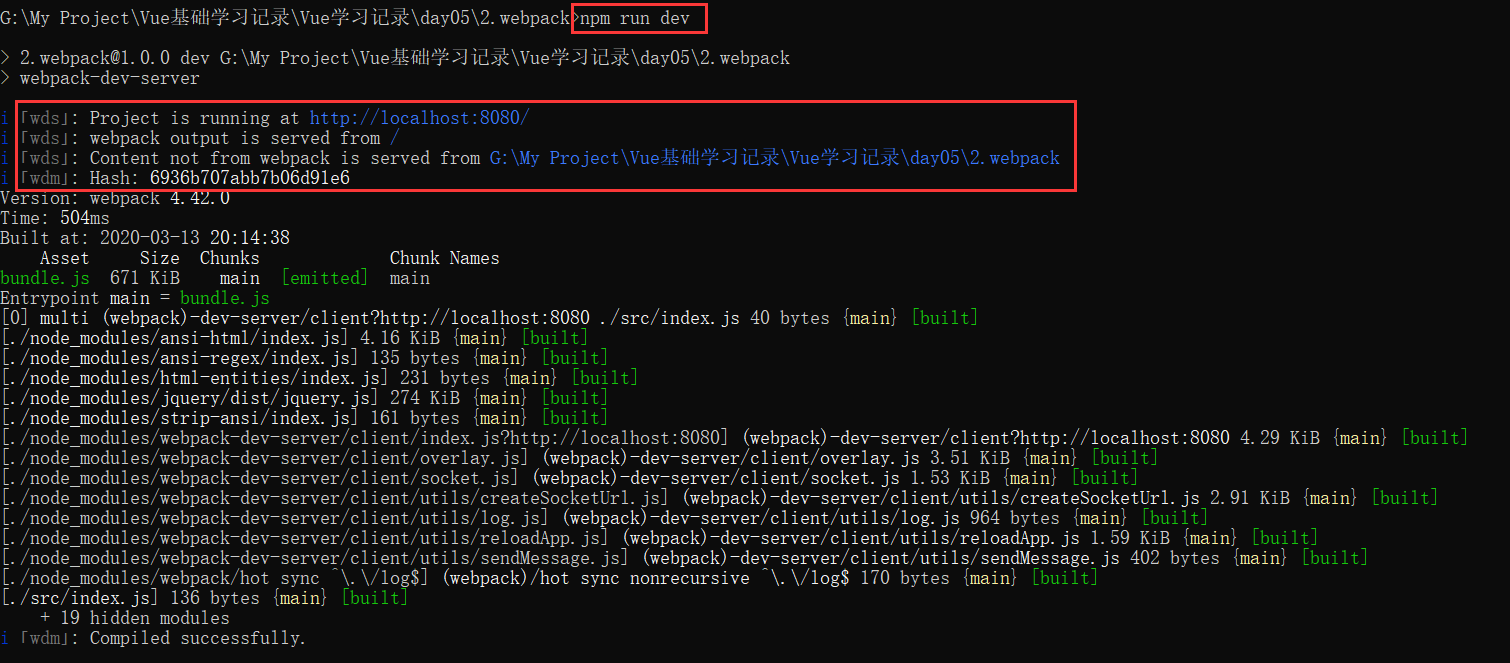 G:\My Project\Vue基础学习记录\Vue学习记录\day05\2.webpack>npm run dev
> 2.webpack@1.0.0 dev G:\My Project\Vue基础学习记录\Vue学习记录\day05\2.webpack
> webpack-dev-server
i ｢wds｣: Project is running at http://localhost:8080/
i ｢wds｣: webpack output is served from /
i ｢wds｣: Content not from webpack is served from G:\My Project\Vue基础学习记录\Vue学习记录\day05\2.webpack
i ｢wdm｣: Hash: 6936b707abb7b06d91e6
Version: webpack 4.42.0
Time: 504ms
Built at: 2020-03-13 20:14:38
Asset Size Chunks Chunk Names
bundle.js 671 KiB main [emitted] main
Entrypoint main = bundle.js
[0] multi (webpack)-dev-server/client?http://localhost:8080 ./src/index.js 40 bytes {main} [built]
[./node_modules/ansi-html/index.js] 4.16 KiB {main} [built]
[./node_modules/ansi-regex/index.js] 135 bytes {main} [built]
[./node_modules/html-entities/index.js] 231 bytes {main} [built]
[./node_modules/jquery/dist/jquery.js] 274 KiB {main} [built]
[./node_modules/strip-ansi/index.js] 161 bytes {main} [built]
[./node_modules/webpack-dev-server/client/index.js?http://localhost:8080] (webpack)-dev-server/client?http://localhost:8080 4.29 KiB {main} [built]
[./node_modules/webpack-dev-server/client/overlay.js] (webpack)-dev-server/client/overlay.js 3.51 KiB {main} [built]
[./node_modules/webpack-dev-server/client/socket.js] (webpack)-dev-server/client/socket.js 1.53 KiB {main} [built]
[./node_modules/webpack-dev-server/client/utils/createSocketUrl.js] (webpack)-dev-server/client/utils/createSocketUrl.js 2.91 KiB {main} [built]
[./node_modules/webpack-dev-server/client/utils/log.js] (webpack)-dev-server/client/utils/log.js 964 bytes {main} [built]
[./node_modules/webpack-dev-server/client/utils/reloadApp.js] (webpack)-dev-server/client/utils/reloadApp.js 1.59 KiB {main} [built]
[./node_modules/webpack-dev-server/client/utils/sendMessage.js] (webpack)-dev-server/client/utils/sendMessage.js 402 bytes {main} [built]
[./node_modules/webpack/hot sync ^\.\/log$] (webpack)/hot sync nonrecursive ^\.\/log$ 170 bytes {main} [built]
[./src/index.js] 136 bytes {main} [built]
+ 19 hidden modules
i ｢wdm｣: Compiled successfully.